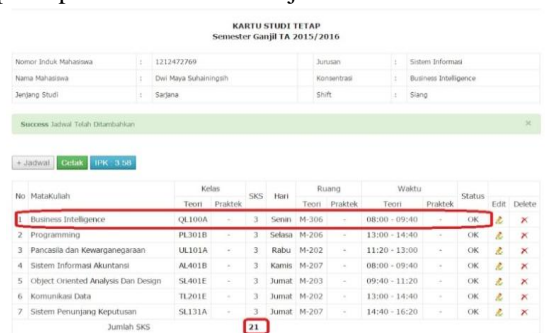 KARTU STUDI TETAP
Semester Ganjil TA 2015/2016
Nomor Induk Mahasiswa : 1212472769 Jurusan : Sistem Informasi
Nama Mahasiswa : Dwi Maya Suhainingsih Konsentrasi : Business Intelligence
Jenjang Studi : Sarjana Shift : Siang
Success Jadwal Telah Ditambahkan ×
+ Jadwal Cetak IPK : 3.58
No MataKuliah Kelas SKS Hari Ruang Waktu Status Edit Delete
Teori Praktek Teori Praktek Teori Praktek
1 Business Intelligence QL100A - 3 Senin M-306 - 08:00 - 09:40 - OK
2 Programming PL301B - 3 Selasa M-206 - 13:00 - 14:40 - OK
3 Pancasila dan Kewarganegaraan UL101A - 3 Rabu M-202 - 11:20 - 13:00 - OK
4 Sistem Informasi Akuntansi AL401B - 3 Kamis M-207 - 08:00 - 09:40 - OK
5 Object Oriented Analysis Dan Design SL401E - 3 Jumat M-203 - 09:40 - 11:20 - OK
6 Komunikasi Data TL201E - 3 Jumat M-202 - 13:00 - 14:40 - OK
7 Sistem Penunjang Keputusan SL131A - 3 Jumat M-207 - 14:40 - 16:20 - OK
Jumlah SKS 21